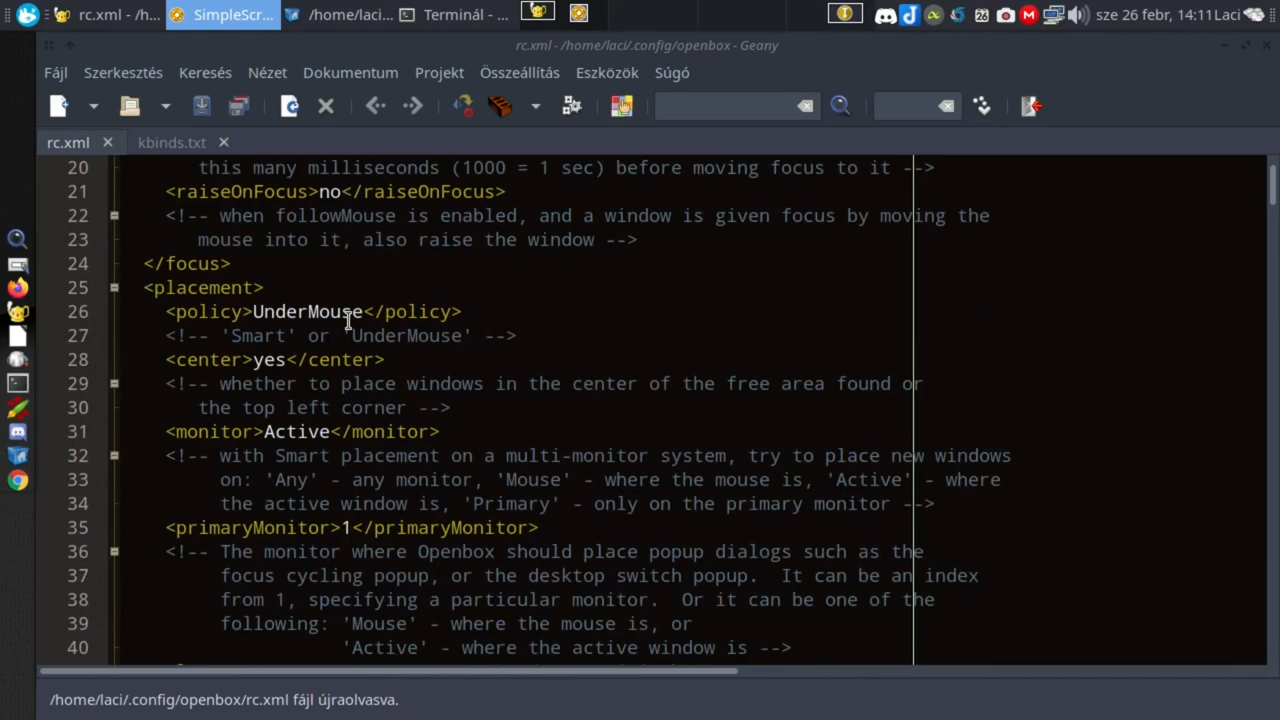 rc.xml - /h...
SimpleScr...
/home/laci...
Terminál - ...
26
sze 26 febr, 14:11
Laci
rc.xml - /home/laci/.config/openbox - Geany
Fájl Szerkesztés Keresés Nézet Dokumentum Projekt Összeállítás Eszközök Súgó
rc.xml kbinds.txt
20 this many milliseconds (1000 = 1 sec) before moving focus to it -->
21 <raiseOnFocus>no</raiseOnFocus>
22 <!-- when followMouse is enabled, and a window is given focus by moving the
23 mouse into it, also raise the window -->
24 </focus>
25 <placement>
26 <policy>UnderMouse</policy>
27 <!-- 'Smart' or 'UnderMouse' -->
28 <center>yes</center>
29 <!-- whether to place windows in the center of the free area found or
30 the top left corner -->
31 <monitor>Active</monitor>
32 <!-- with Smart placement on a multi-monitor system, try to place new windows
33 on: 'Any' - any monitor, 'Mouse' - where the mouse is, 'Active' - where
34 the active window is, 'Primary' - only on the primary monitor -->
35 <primaryMonitor>1</primaryMonitor>
36 <!-- The monitor where Openbox should place popup dialogs such as the
37 focus cycling popup, or the desktop switch popup.  It can be an index
38 from 1, specifying a particular monitor.  Or it can be one of the
39 following: 'Mouse' - where the mouse is, or
40 'Active' - where the active window is -->
/home/laci/.config/openbox/rc.xml fájl újraolvasva.